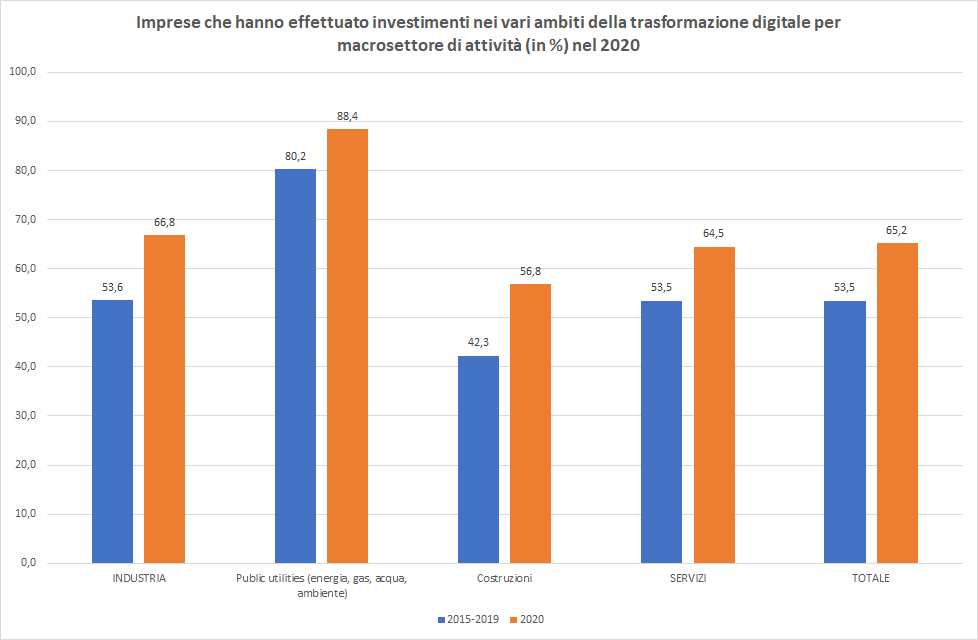 Imprese che hanno effettuato investimenti nei vari ambiti della trasformazione digitale per
macrosettore di attività (in %) nel 2020
100,0
90,0
80,0
70,0
60,0
50,0
40,0
30,0
20,0
10,0
0,0
53,6
66,8
80,2
88,4
42,3
56,8
53,5
64,5
53,5
65,2
INDUSTRIA
Public utilities (energia, gas, acqua,
ambiente)
Costruzioni
SERVIZI
TOTALE
2015-2019
2020